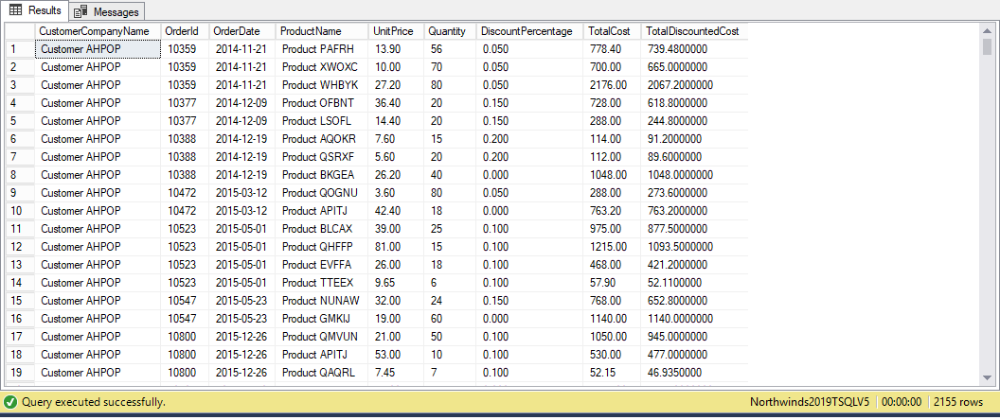 Results Messages
CustomerCompanyName OrderId OrderDate ProductName UnitPrice Quantity DiscountPercentage TotalCost TotalDiscountedCost
1 Customer AHPOP 10359 2014-11-21 Product PAFRH 13.90 56 0.050 778.40 739.4800000
2 Customer AHPOP 10359 2014-11-21 Product XWOXC 10.00 70 0.050 700.00 665.0000000
3 Customer AHPOP 10359 2014-11-21 Product WHBYK 27.20 80 0.050 2176.00 2067.2000000
4 Customer AHPOP 10377 2014-12-09 Product OFBNT 36.40 20 0.150 728.00 618.8000000
5 Customer AHPOP 10377 2014-12-09 Product LSOFL 14.40 20 0.150 288.00 244.8000000
6 Customer AHPOP 10388 2014-12-19 Product AQOKR 7.60 15 0.200 114.00 91.2000000
7 Customer AHPOP 10388 2014-12-19 Product QSRXF 5.60 20 0.200 112.00 89.6000000
8 Customer AHPOP 10388 2014-12-19 Product BKGEA 26.20 40 0.000 1048.00 1048.0000000
9 Customer AHPOP 10472 2015-03-12 Product QOGNU 3.60 80 0.050 288.00 273.6000000
10 Customer AHPOP 10472 2015-03-12 Product APITJ 42.40 18 0.000 763.20 763.2000000
11 Customer AHPOP 10523 2015-05-01 Product BLCAX 39.00 25 0.100 975.00 877.5000000
12 Customer AHPOP 10523 2015-05-01 Product QHFFP 81.00 15 0.100 1215.00 1093.5000000
13 Customer AHPOP 10523 2015-05-01 Product EVFFA 26.00 18 0.100 468.00 421.2000000
14 Customer AHPOP 10523 2015-05-01 Product TTEEX 9.65 6 0.100 57.90 52.1100000
15 Customer AHPOP 10547 2015-05-23 Product NUNAW 32.00 24 0.150 768.00 652.8000000
16 Customer AHPOP 10547 2015-05-23 Product GMKIJ 19.00 60 0.000 1140.00 1140.0000000
17 Customer AHPOP 10800 2015-12-26 Product QMVUN 21.00 50 0.100 1050.00 945.0000000
18 Customer AHPOP 10800 2015-12-26 Product APITJ 53.00 10 0.100 530.00 477.0000000
19 Customer AHPOP 10800 2015-12-26 Product QAQRL 7.45 7 0.100 52.15 46.9350000
Query executed successfully. Northwinds2019TSQLV5 00:00:00 2155 rows